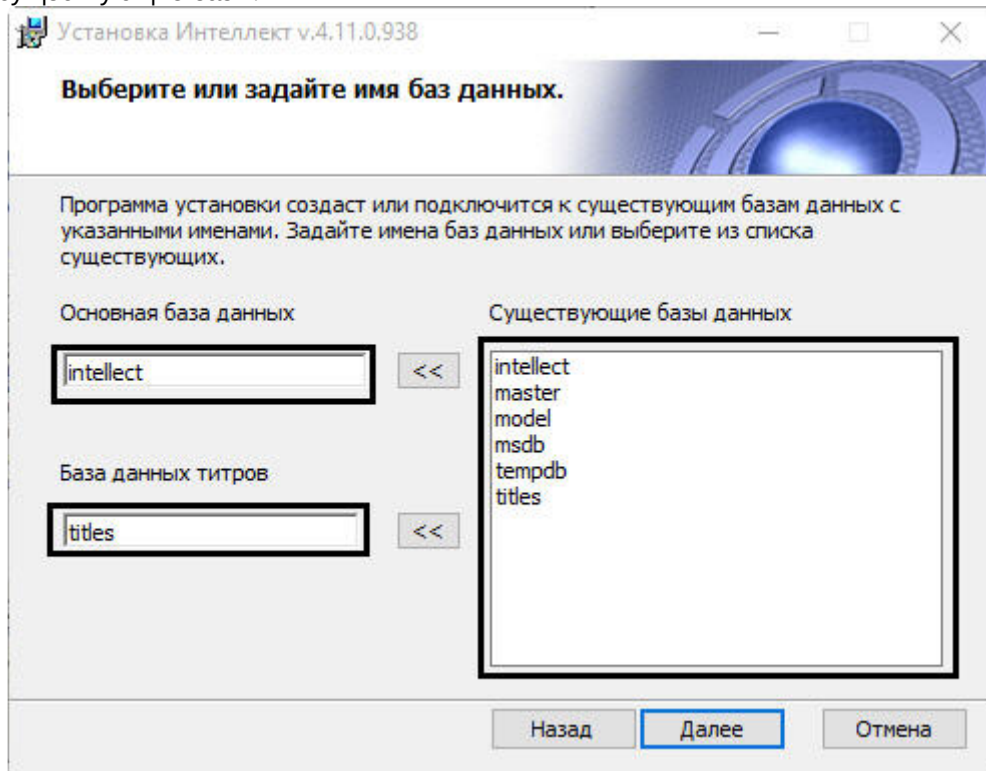 Установка Интеллект v.4.11.0.938
Выберите или задайте имя баз данных.
Программа установки создаст или подключится к существующим базам данных с
указанными именами. Задайте имена баз данных или выберите из списка
существующих.
Основная база данных
Существующие базы данных
intellect
<<
intellect
master
model
msdb
tempdb
titles
База данных титров
titles
<<
Назад
Далее
Отмена